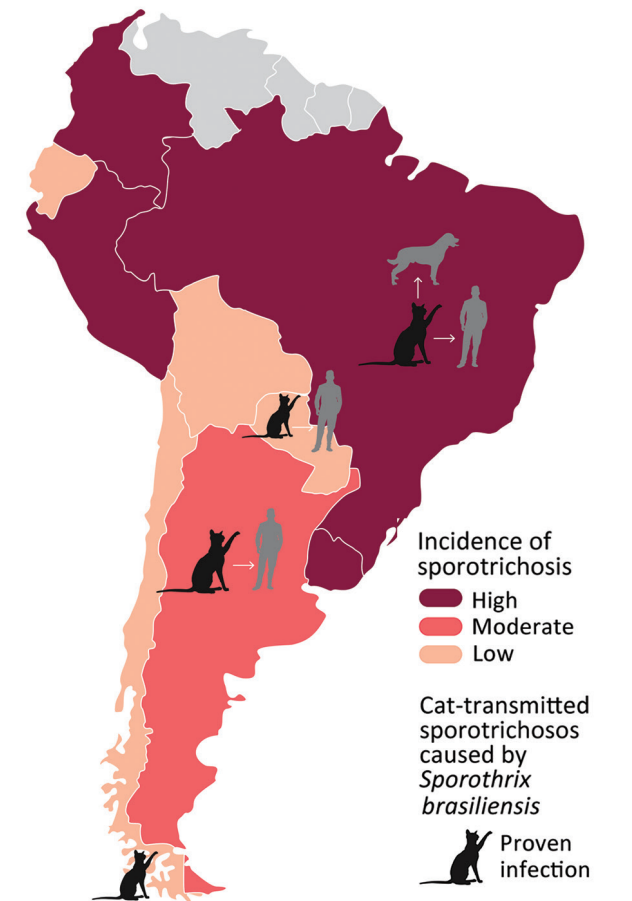 Incidence of
sporotrichosis
High
Moderate
Low
Cat-transmitted
sporotrichosos
caused by
Sporothrix
brasiliensis
Proven
infection